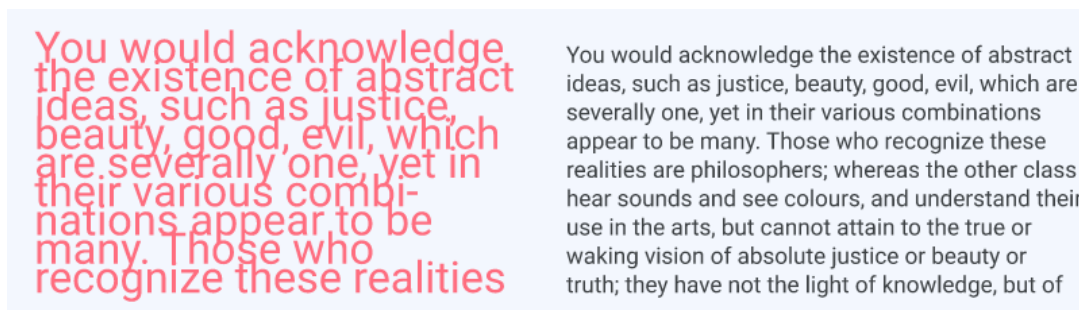 You would acknowledge
the existence of abstract
ideas, such as justice,
beauty, good, evil, which
are severally one, yet in
their various combi-
nations appear to be
many. Those who
recognize these realities
You would acknowledge the existence of abstract
ideas, such as justice, beauty, good, evil, which are
severally one, yet in their various combinations
appear to be many. Those who recognize these
realities are philosophers; whereas the other class
hear sounds and see colours, and understand their
use in the arts, but cannot attain to the true or
waking vision of absolute justice or beauty or
truth; they have not the light of knowledge, but of